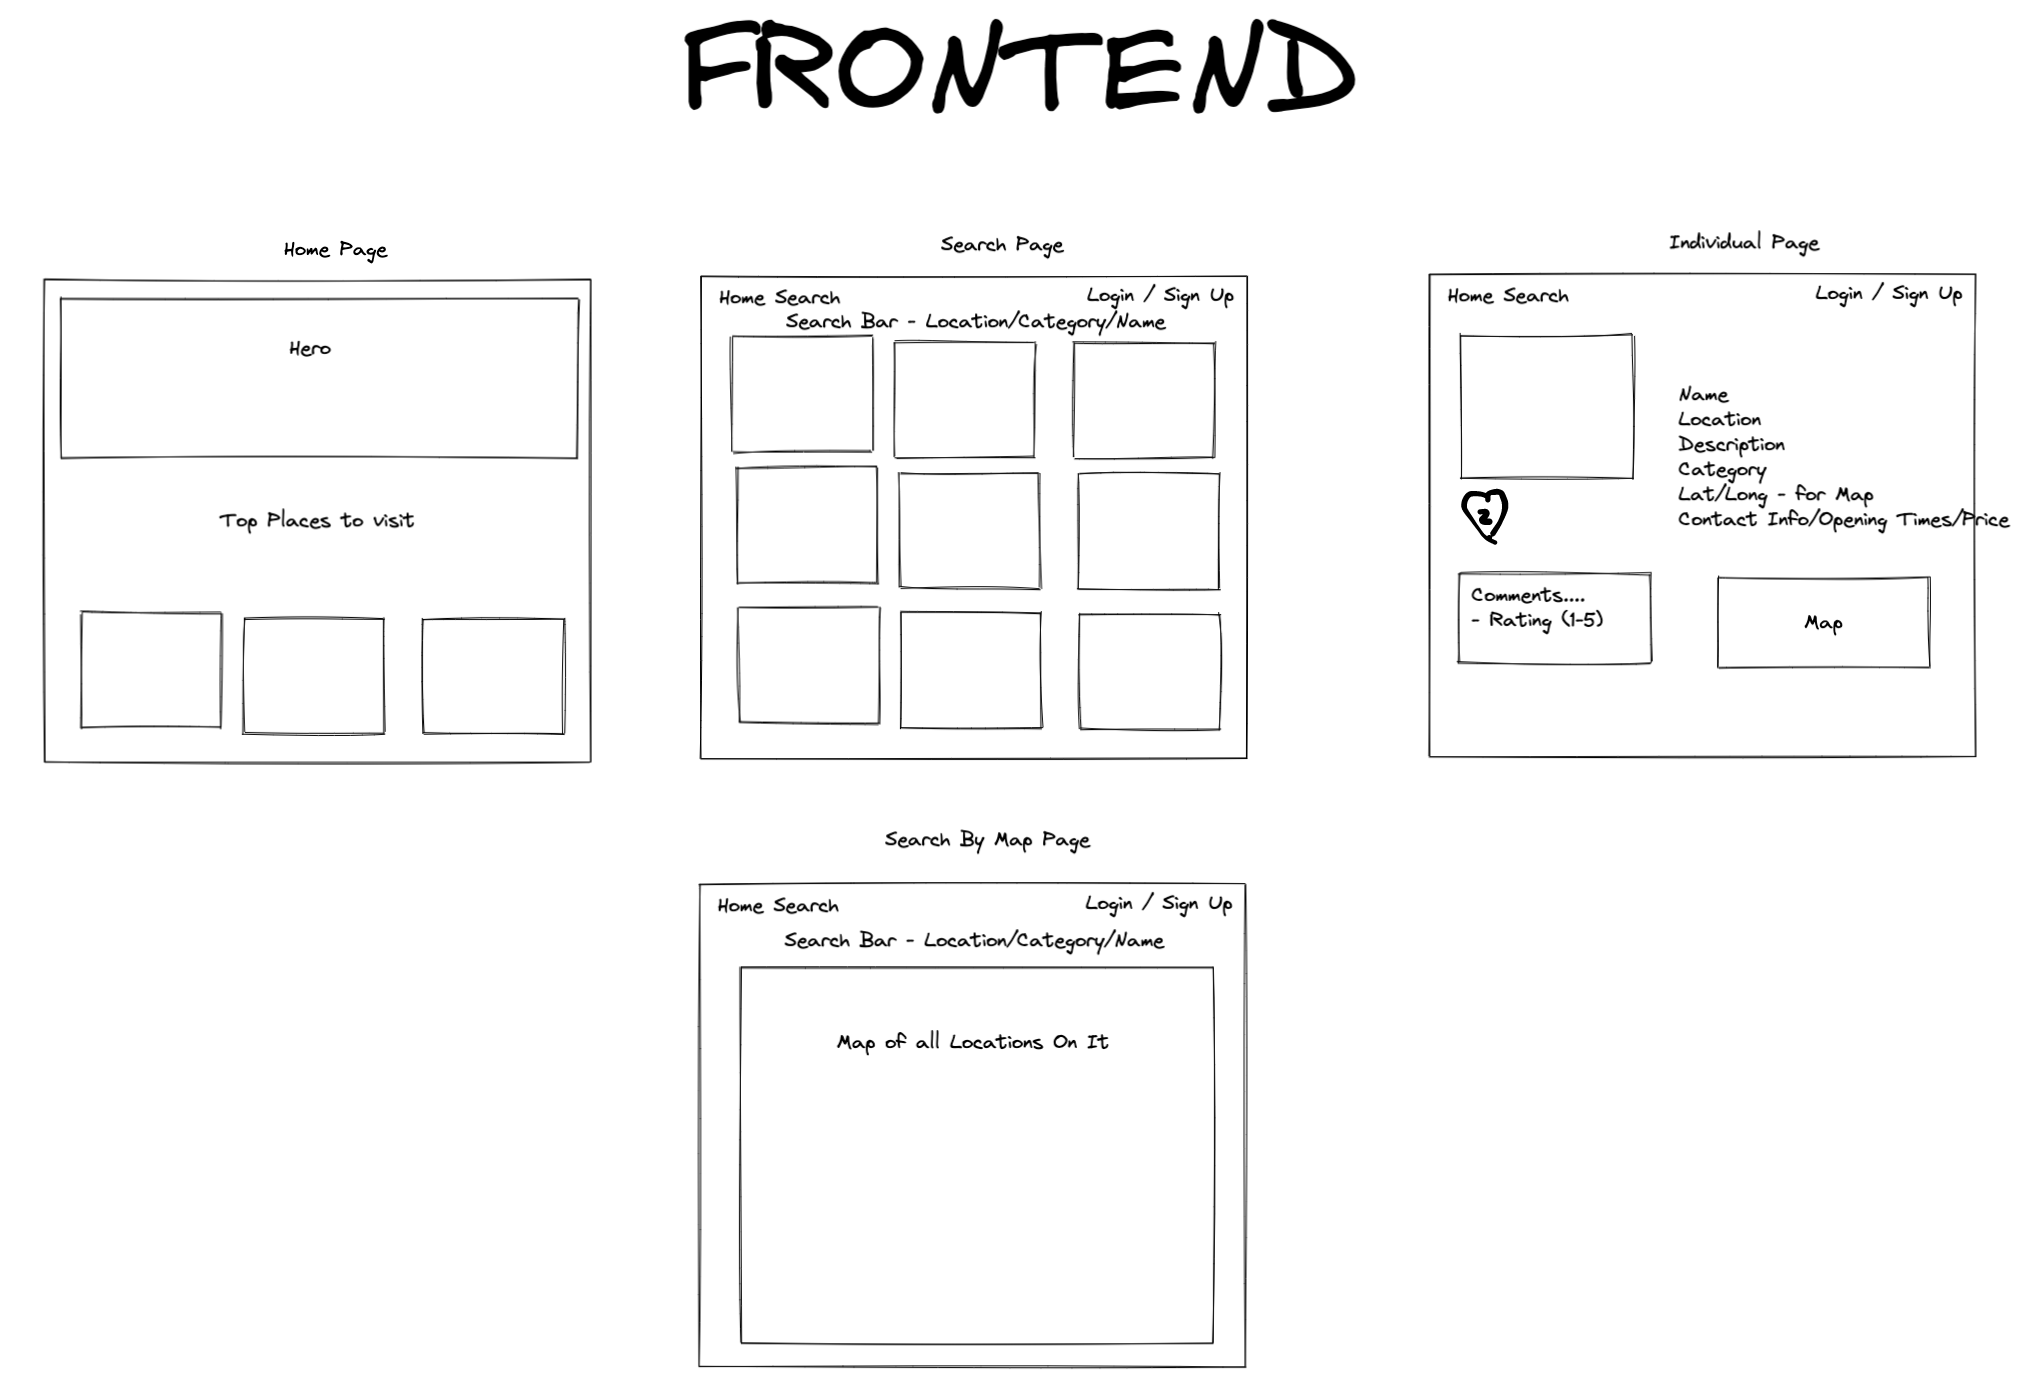 FRONTEND
Home Page
Hero
Top Places to visit
Search Page
Home Search
Login / Sign Up
Search Bar - Location/Category/Name
Individual Page
Home Search
Login / Sign Up
Name
Location
Description
Category
Lat/Long - for Map
Contact Info/Opening Times/Price
2
Comments....
- Rating (1-5)
Map
Search By Map Page
Home Search
Login / Sign Up
Search Bar - Location/Category/Name
Map of all Locations On It